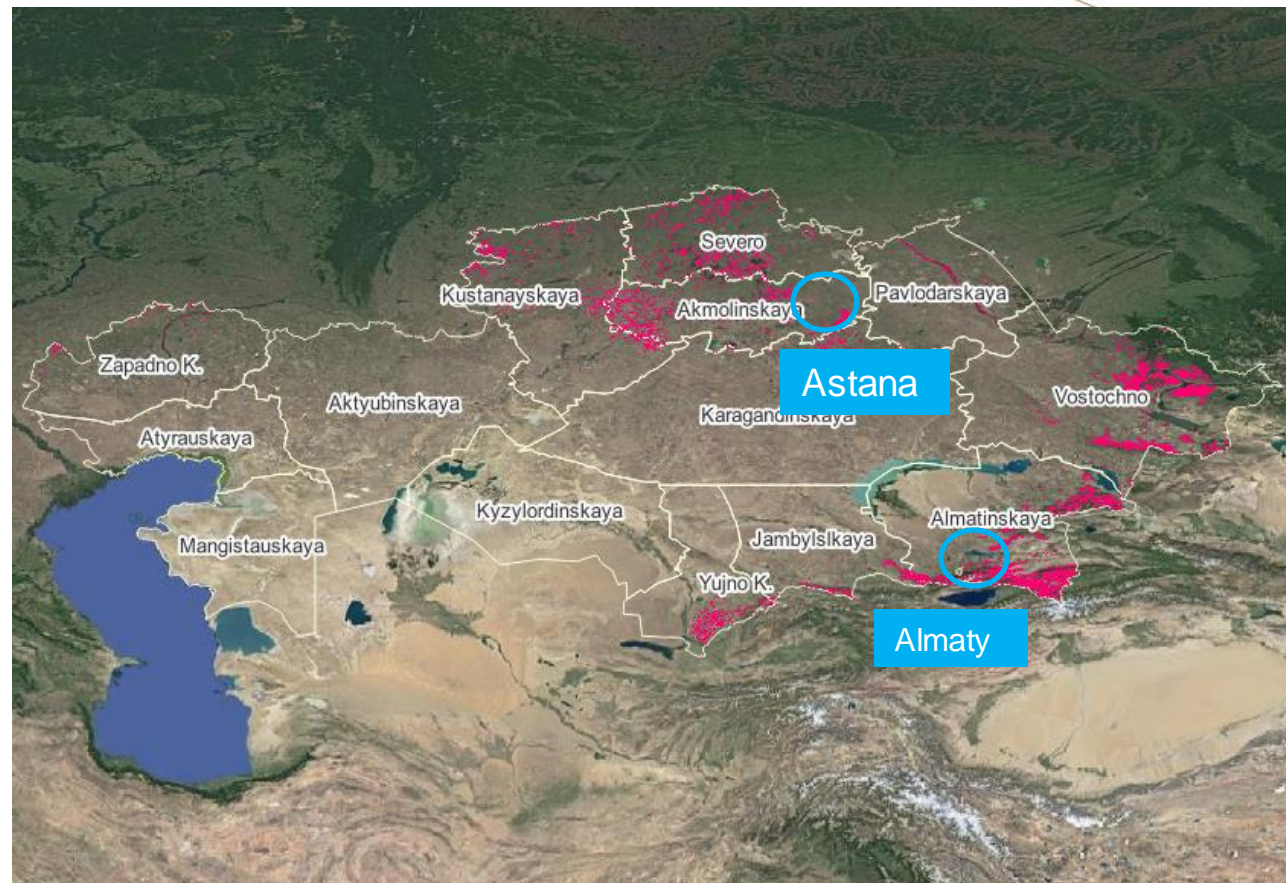 Severo
Kustanayskaya
Akmolinskaya
Pavlodarskaya
Zapadno K.
Astana
Vostochno
Aktyubinskaya
Karagandinskaya
Atyrauskaya
Kyzylordinskaya
Almatinskaya
Mangistauskaya
Jambylslkaya
Yujno K.
Almaty